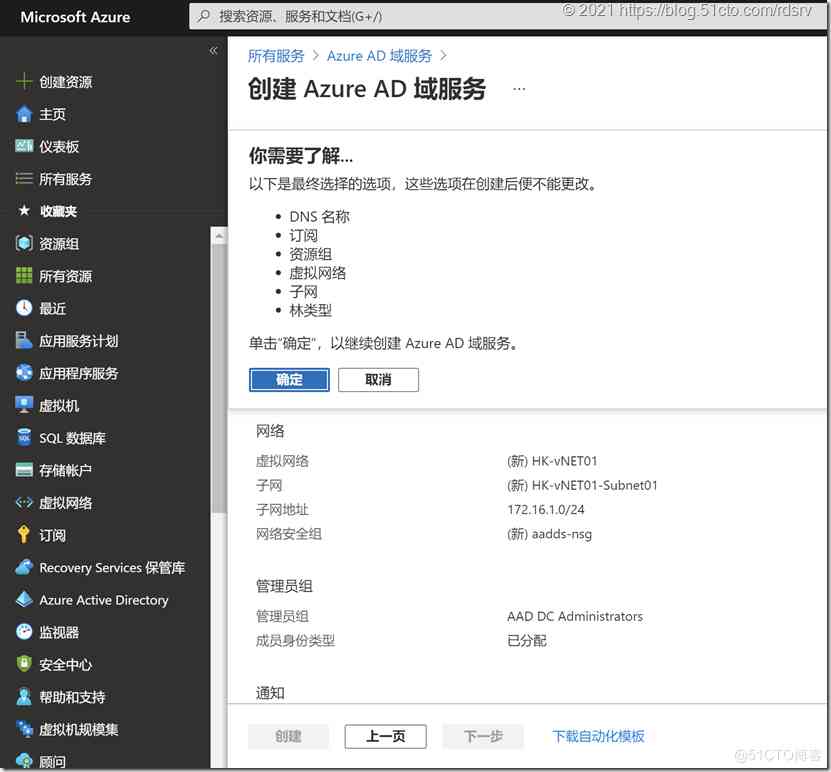 Microsoft Azure
搜索资源、服务和文档(G+/)
© 2021 https://blog.51cto.com/rdsrv
«
创建资源
主页
仪表板
所有服务
收藏夹
资源组
所有资源
最近
应用服务计划
应用程序服务
虚拟机
SQL 数据库
存储帐户
虚拟网络
订阅
Recovery Services 保管库
Azure Active Directory
监视器
安全中心
帮助和支持
虚拟机规模集
顾问
所有服务 > Azure AD 域服务 >
创建 Azure AD 域服务 ...
你需要了解...
以下是最终选择的选项，这些选项在创建后便不能更改。
• DNS 名称
• 订阅
• 资源组
• 虚拟网络
• 子网
• 林类型
单击“确定”，以继续创建 Azure AD 域服务。
确定 取消
网络
虚拟网络 (新) HK-vNET01
子网 (新) HK-vNET01-Subnet01
子网地址 172.16.1.0/24
网络安全组 (新) aadds-nsg
管理员组
管理员组 AAD DC Administrators
成员身份类型 已分配
通知
创建 上一页 下一步 下载自动化模板
@51CTO博客